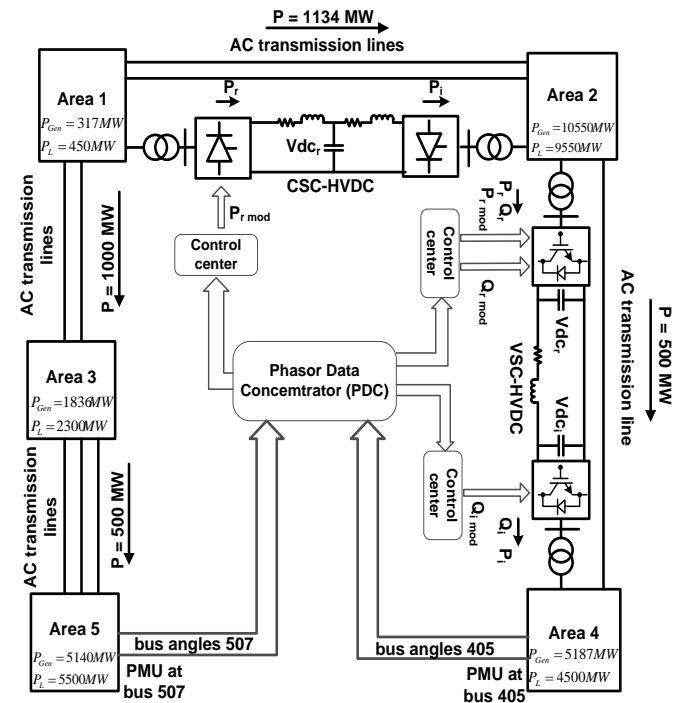 P = 1134 MW
AC transmission lines
Area 1
P_Gen = 317MW
P_L = 450MW
P_r
P_i
Vdc_r
CSC-HVDC
Area 2
P_Gen = 10550MW
P_L = 9550MW
AC transmission
lines
P = 1000 MW
P_r mod
Control
center
Control
center
P_r Q_r
P_r mod
Q_r mod
Vdc_r
VSC-HVDC
Vdc_i
AC transmission line
P = 500 MW
Phasor Data
Concemtrator (PDC)
Area 3
P_Gen = 1836MW
P_L = 2300MW
Control
center
Q_i mod
Q_i
P_i
AC transmission
lines
P = 500 MW
Area 5
P_Gen = 5140MW
P_L = 5500MW
bus angles 507
PMU at
bus 507
bus angles 405
PMU at
bus 405
Area 4
P_Gen = 5187MW
P_L = 4500MW